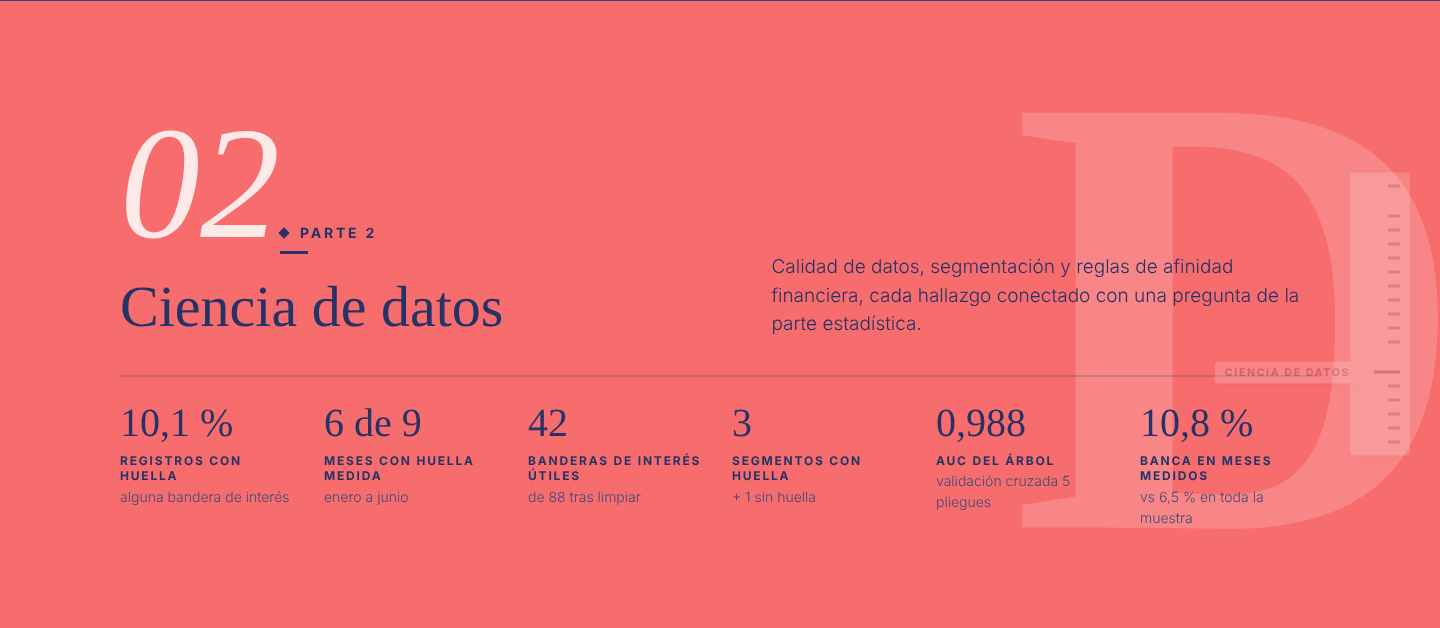 02
◆ PARTE 2
Ciencia de datos
Calidad de datos, segmentación y reglas de afinidad
financiera, cada hallazgo conectado con una pregunta de la
parte estadística.
D
CIENCIA DE DATOS
10,1 %
REGISTROS CON
HUELLA
alguna bandera de interés
6 de 9
MESES CON HUELLA
MEDIDA
enero a junio
42
BANDERAS DE INTERÉS
ÚTILES
de 88 tras limpiar
3
SEGMENTOS CON
HUELLA
+ 1 sin huella
0,988
AUC DEL ÁRBOL
validación cruzada 5
pliegues
10,8 %
BANCA EN MESES
MEDIDOS
vs 6,5 % en toda la
muestra